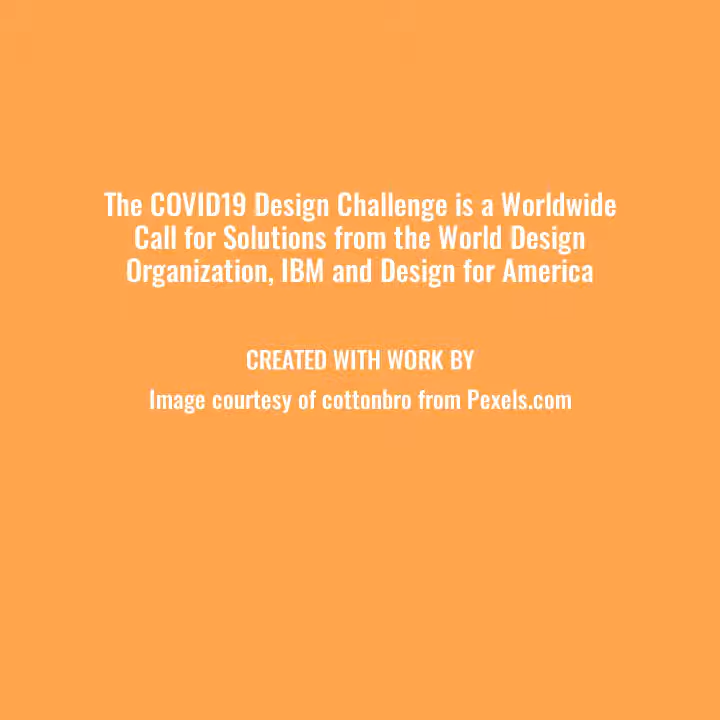 The COVID19 Design Challenge is a Worldwide
Call for Solutions from the World Design
Organization, IBM and Design for America
CREATED WITH WORK BY
Image courtesy of cottonbro from Pexels.com